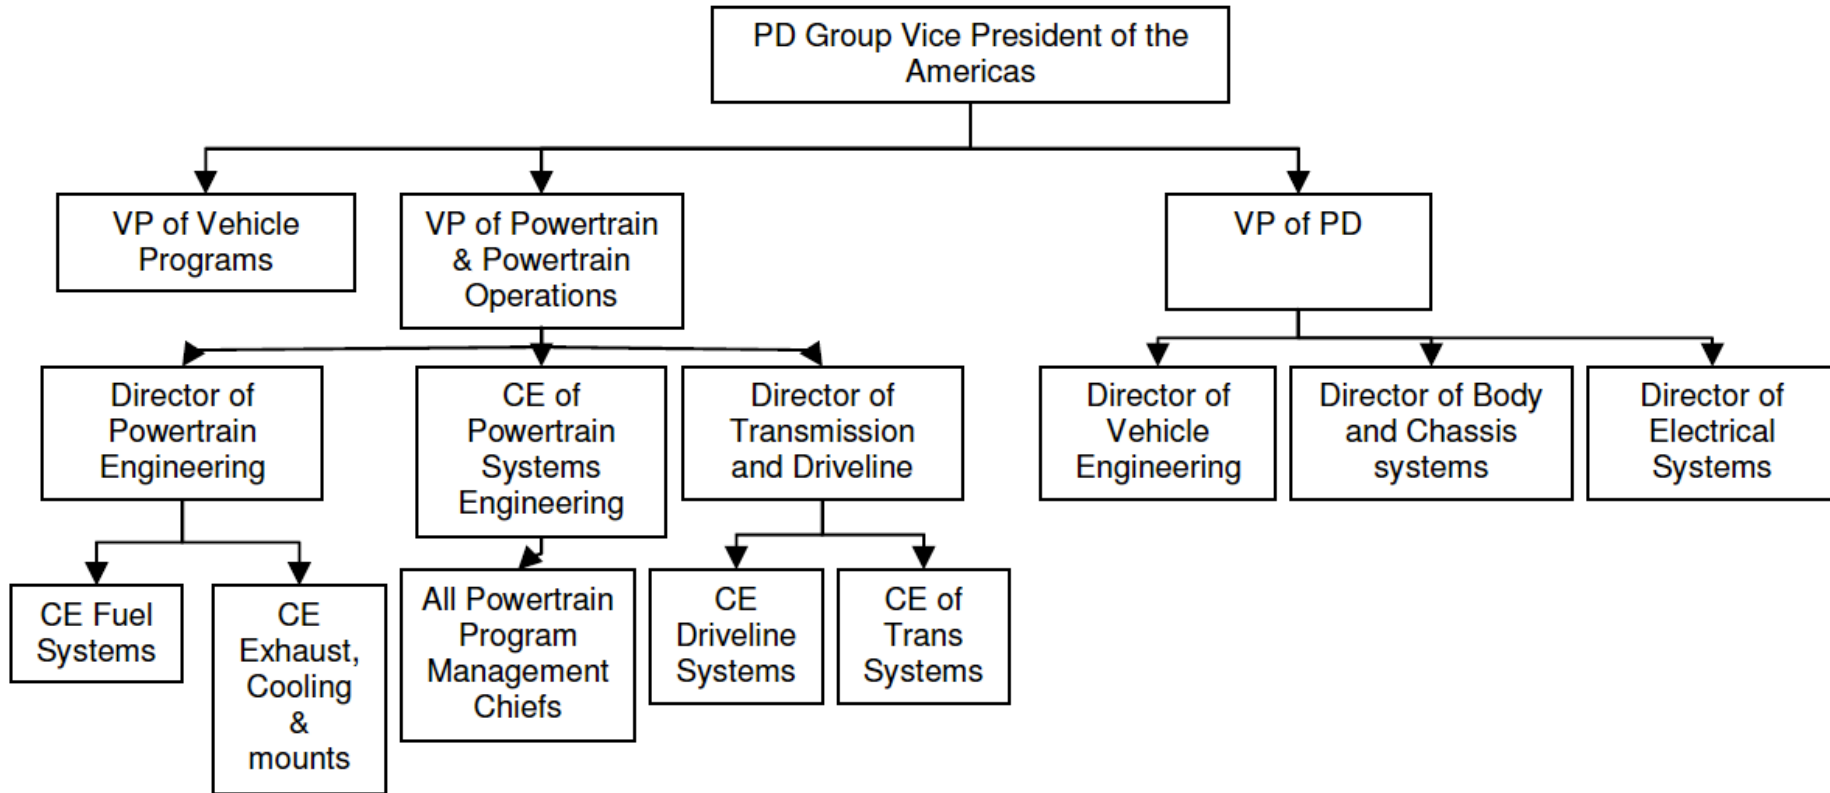 PD Group Vice President of the
Americas
VP of Vehicle
Programs
VP of Powertrain
& Powertrain
Operations
VP of PD
Director of
Powertrain
Engineering
CE of
Powertrain
Systems
Engineering
Director of
Transmission
and Driveline
Director of
Vehicle
Engineering
Director of Body
and Chassis
systems
Director of
Electrical
Systems
CE Fuel
Systems
CE
Exhaust,
Cooling
&
mounts
All Powertrain
Program
Management
Chiefs
CE
Driveline
Systems
CE of
Trans
Systems